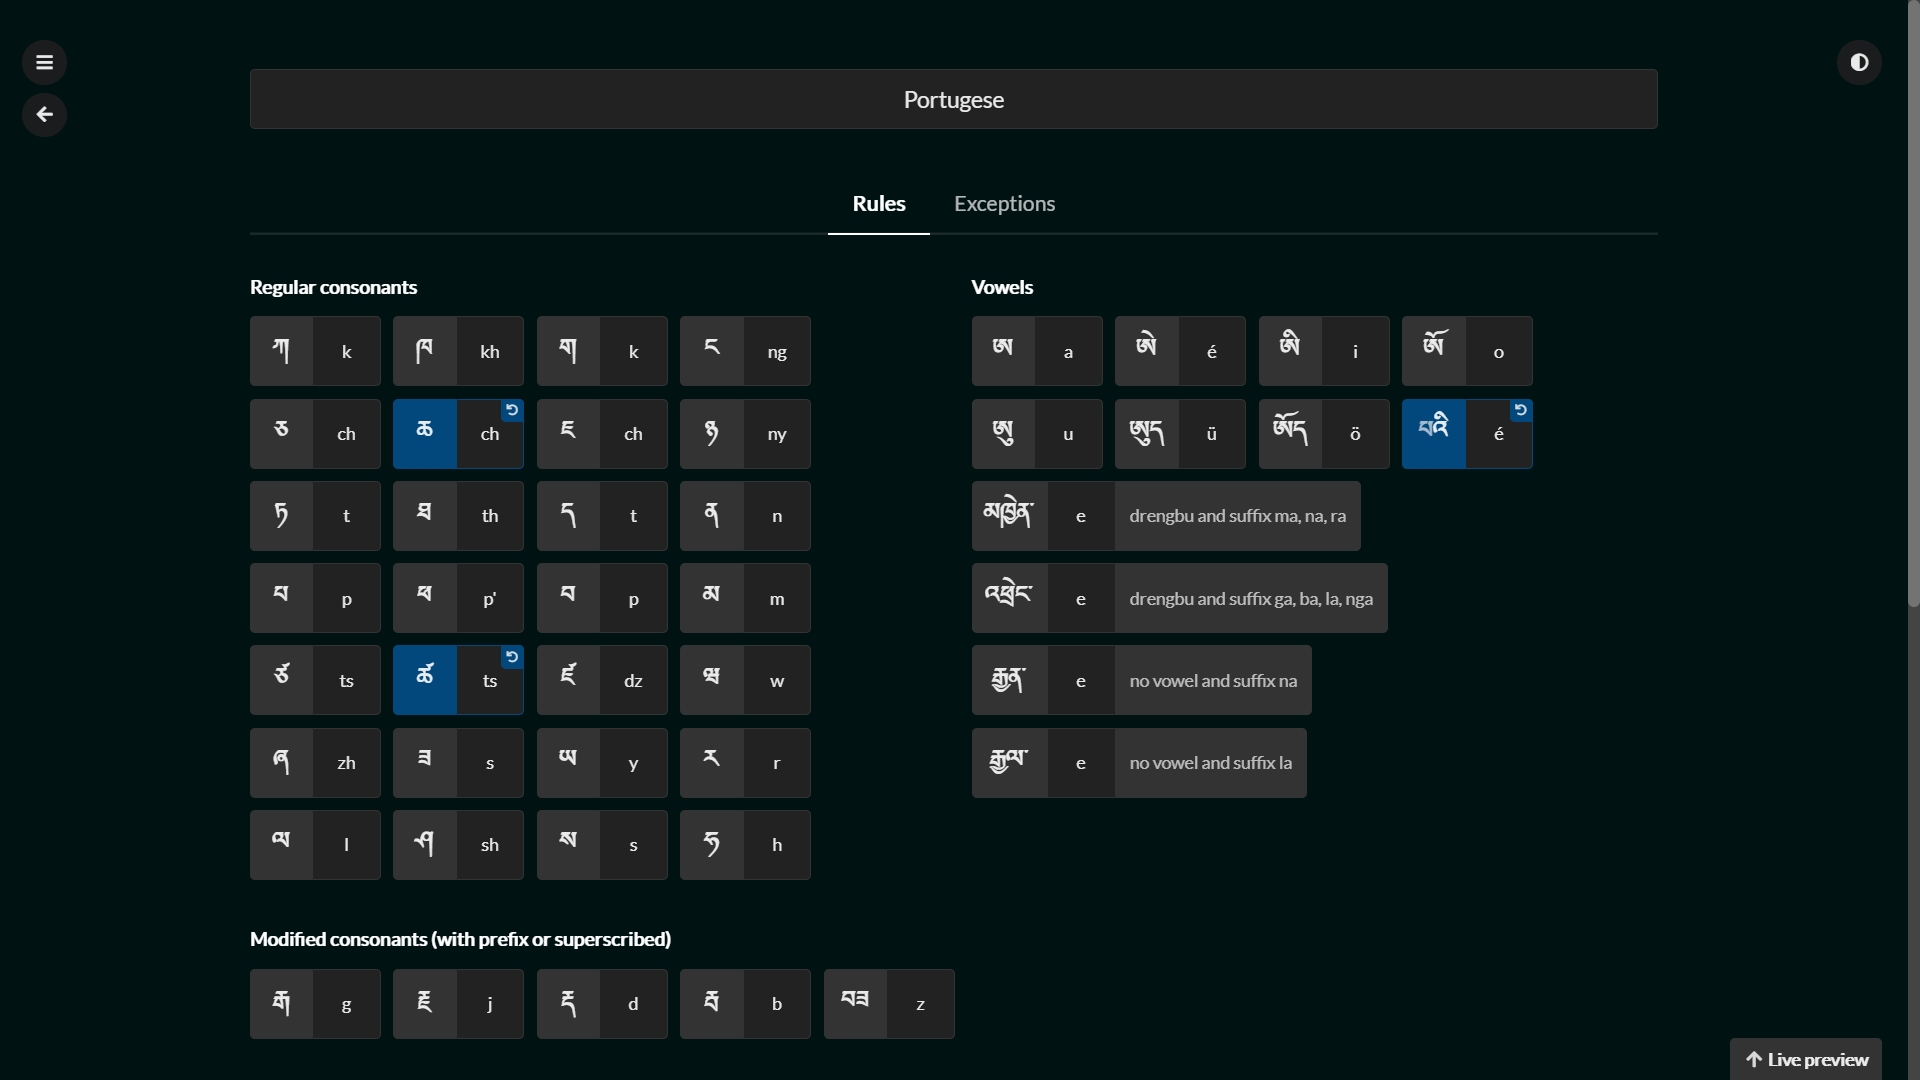 Portugese
Rules Exceptions
Regular consonants
ཀ k ཁ kh ག k ང ng
ཅ ch ཆ ch ཇ ch ཉ ny
ཏ t ཐ th ད t ན n
པ p ཕ p' བ p མ m
ཙ ts ཚ ts ཛ dz ཝ w
ཞ zh ཟ s ཡ y ར r
ལ l ཤ sh ས s ཧ h
Modified consonants (with prefix or superscribed)
རྒ g རྗ j རྡ d རྦ b བཟ z
Vowels
ཨ a ཨེ é ཨི i ཨོ o
ཨུ u ཨུད ü ཨོད ö པའི é
མཁྱེན་ e drengbu and suffix ma, na, ra
འཕྲེང་ e drengbu and suffix ga, ba, la, nga
རྒྱན་ e no vowel and suffix na
རྒྱལ་ e no vowel and suffix la
Live preview